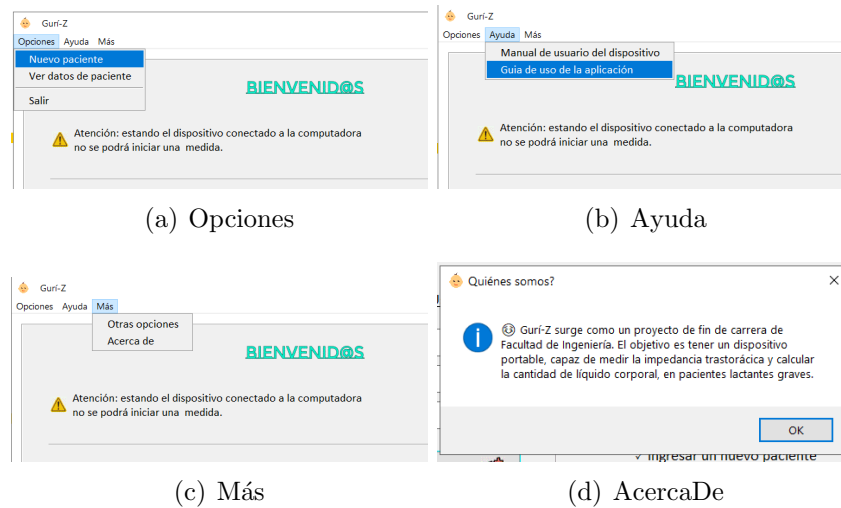 Gurí-Z
Opciones Ayuda Más
Nuevo paciente
Ver datos de paciente
Salir
BIENVENID@S
Atención: estando el dispositivo conectado a la computadora
no se podrá iniciar una medida.
(a) Opciones
Gurí-Z
Opciones Ayuda Más
Manual de usuario del dispositivo
Guia de uso de la aplicación
BIENVENID@S
Atención: estando el dispositivo conectado a la computadora
no se podrá iniciar una medida.
(b) Ayuda
Gurí-Z
Opciones Ayuda Más
Otras opciones
Acerca de
BIENVENID@S
Atención: estando el dispositivo conectado a la computadora
no se podrá iniciar una medida.
(c) Más
Quiénes somos?
Gurí-Z surge como un proyecto de fin de carrera de
Facultad de Ingeniería. El objetivo es tener un dispositivo
portable, capaz de medir la impedancia trastorácica y calcular
la cantidad de líquido corporal, en pacientes lactantes graves.
OK
✓ Ingresar un nuevo paciente
(d) AcercaDe